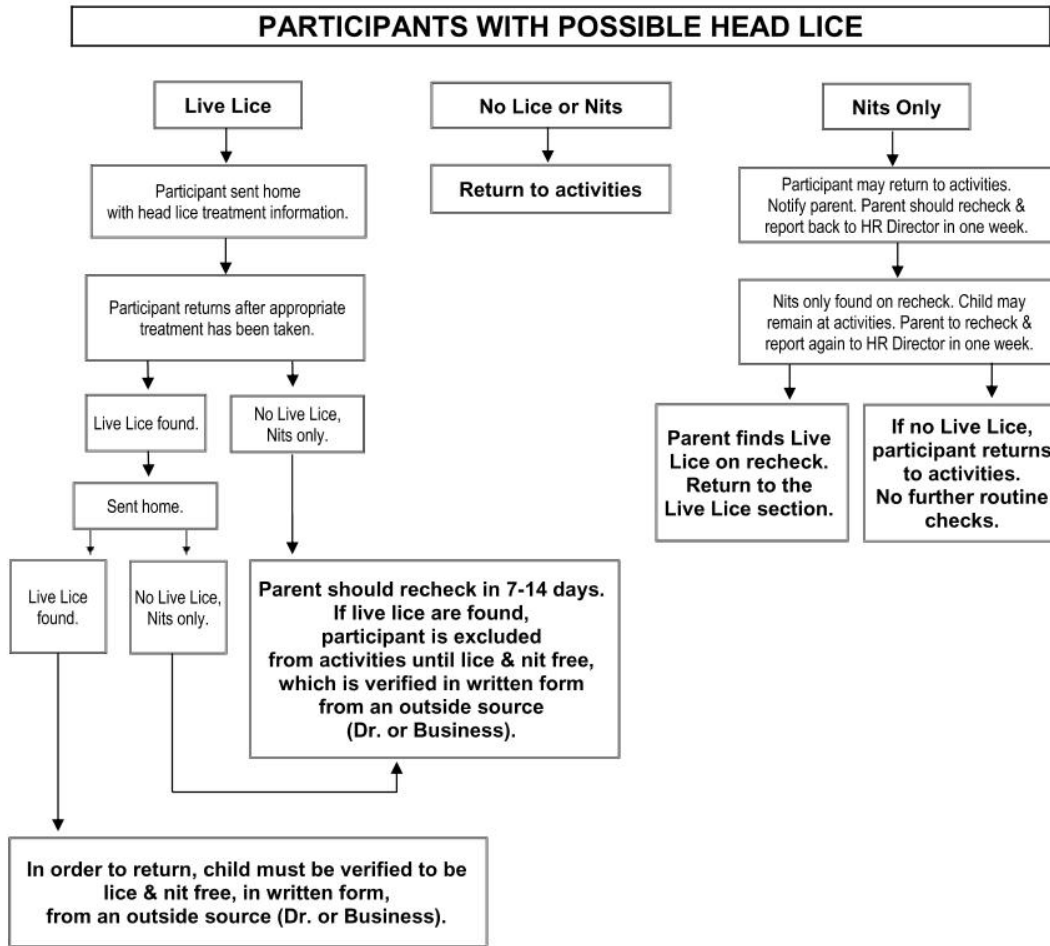 PARTICIPANTS WITH POSSIBLE HEAD LICE
Live Lice
Participant sent home
with head lice treatment information.
Participant returns after appropriate
treatment has been taken.
Live Lice found.
No Live Lice,
Nits only.
Sent home.
Live Lice
found.
No Live Lice,
Nits only.
Parent should recheck in 7-14 days.
If live lice are found,
participant is excluded
from activities until lice & nit free,
which is verified in written form
from an outside source
(Dr. or Business).
In order to return, child must be verified to be
lice & nit free, in written form,
from an outside source (Dr. or Business).
No Lice or Nits
Return to activities
Nits Only
Participant may return to activities.
Notify parent. Parent should recheck &
report back to HR Director in one week.
Nits only found on recheck. Child may
remain at activities. Parent to recheck &
report again to HR Director in one week.
Parent finds Live
Lice on recheck.
Return to the
Live Lice section.
If no Live Lice,
participant returns
to activities.
No further routine
checks.